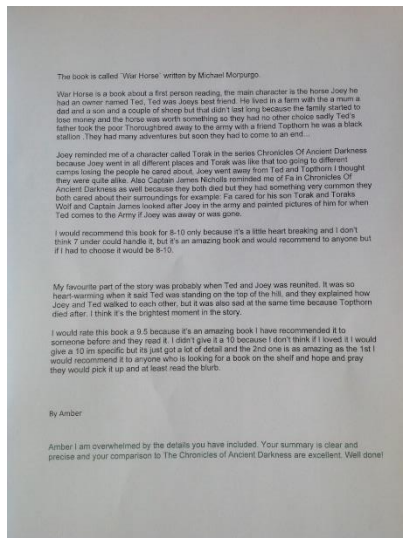 The book is called 'War Horse' written by Michael Morpurgo.
War Horse is a book about a first person reading, the main character is the horse Joey he
had an owner named Ted, Ted was Joeys best friend. He lived in a farm with the a mum a
dad and a son and a couple of sheep but that didn't last long because the family started to
lose money and the horse was worth something so they had no other choice sadly Ted's
father took the poor Thoroughbred away to the army with a friend Topthorn he was a black
stallion .They had many adventures but soon they had to come to an end...
Joey reminded me of a character called Torak in the series Chronicles Of Ancient Darkness
because Joey went in all different places and Torak was like that too going to different
camps losing the people he cared about, Joey went away from Ted and Topthorn I thought
they were quite alike. Also Captain James Nicholls reminded me of Fa in Chronicles Of
Ancient Darkness as well because they both died but they had something very common they
both cared about their surroundings for example: Fa cared for his son Torak and Toraks
Wolf and Captain James looked after Joey in the army and painted pictures of him for when
Ted comes to the Army if Joey was away or was gone.
I would recommend this book for 8-10 only because it's a little heart breaking and I don't
think 7 under could handle it, but it's an amazing book and would recommend to anyone but
if I had to choose it would be 8-10.
My favourite part of the story was probably when Ted and Joey was reunited. It was so
heart-warming when it said Ted was standing on the top of the hill, and they explained how
Joey and Ted walked to each other, but it was also sad at the same time because Topthorn
died after. I think it's the brightest moment in the story.
I would rate this book a 9.5 because it's an amazing book I have recommended it to
someone before and they read it. I didn't give it a 10 because I don't think if I loved it I would
give a 10 im specific but its just got a lot of detail and the 2nd one is as amazing as the 1st I
would recommend it to anyone who is looking for a book on the shelf and hope and pray
they would pick it up and at least read the blurb.
By Amber
Amber I am overwhelmed by the details you have included. Your summary is clear and
precise and your comparison to The Chronicles of Ancient Darkness are excellent. Well done!